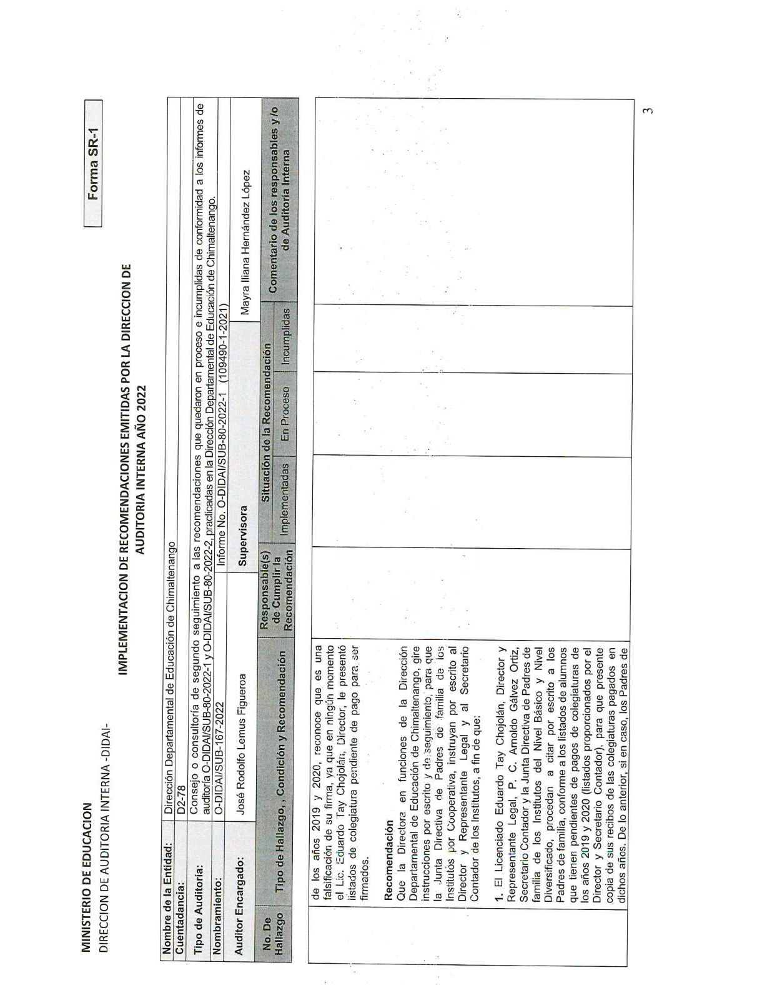 MINISTERIO DE EDUCACION
DIRECCION DE AUDITORIA INTERNA -DIDAI-
Forma SR-1
IMPLEMENTACION DE RECOMENDACIONES EMITIDAS POR LA DIRECCION DE
AUDITORIA INTERNA AÑO 2022
Nombre de la Entidad: Dirección Departamental de Educación de Chimaltenango
Cuentadancia: D2-78
Tipo de Auditoría: Consejo o consultoría de segundo seguimiento a las recomendaciones que quedaron en proceso e incumplidas de conformidad a los informes de
auditoría O-DIDAI/SUB-80-2022-1 y O-DIDAI/SUB-80-2022-2, practicadas en la Dirección Departamental de Educación de Chimaltenango.
Nombramiento: O-DIDAI/SUB-167-2022 Informe No. O-DIDAI/SUB-80-2022-1 (109490-1-2021)
Auditor Encargado: José Rodolfo Lemus Figueroa Supervisora Mayra Iliana Hernández López
No. De
Hallazgo
Tipo de Hallazgo, , Condición y Recomendación
Responsable(s)
de Cumplir la
Recomendación
Situación de la Recomendación
Implementadas En Proceso Incumplidas
Comentario de los responsables y /o
de Auditoría Interna
de los años 2019 y 2020, reconoce que es una
falsificación de su firma, ya que en ningún momento
el Lic. Eduardo Tay Chojolán, Director, le presentó
listados de colegiatura pendiente de pago para ser
firmados.
Recomendación
Que la Directora en funciones de la Dirección
Departamental de Educación de Chimaltenango, gire
instrucciones por escrito y de seguimiento, para que
la Junta Directiva de Padres de familia de los
Institutos por Cooperativa, instruyan por escrito al
Director y Representante Legal y al Secretario
Contador de los Institutos, a fin de que:
1. El Licenciado Eduardo Tay Chojolán, Director y
Representante Legal, P. C. Arnoldo Gálvez Ortiz,
Secretario Contador y la Junta Directiva de Padres de
familia de los Institutos del Nivel Básico y Nivel
Diversificado, procedan a citar por escrito a los
Padres de familia, conforme a los listados de alumnos
que tienen pendientes de pagos de colegiaturas de
los años 2019 y 2020 (listados proporcionados por el
Director y Secretario Contador), para que presente
copia de sus recibos de las colegiaturas pagados en
dichos años. De lo anterior, si en caso, los Padres de
3